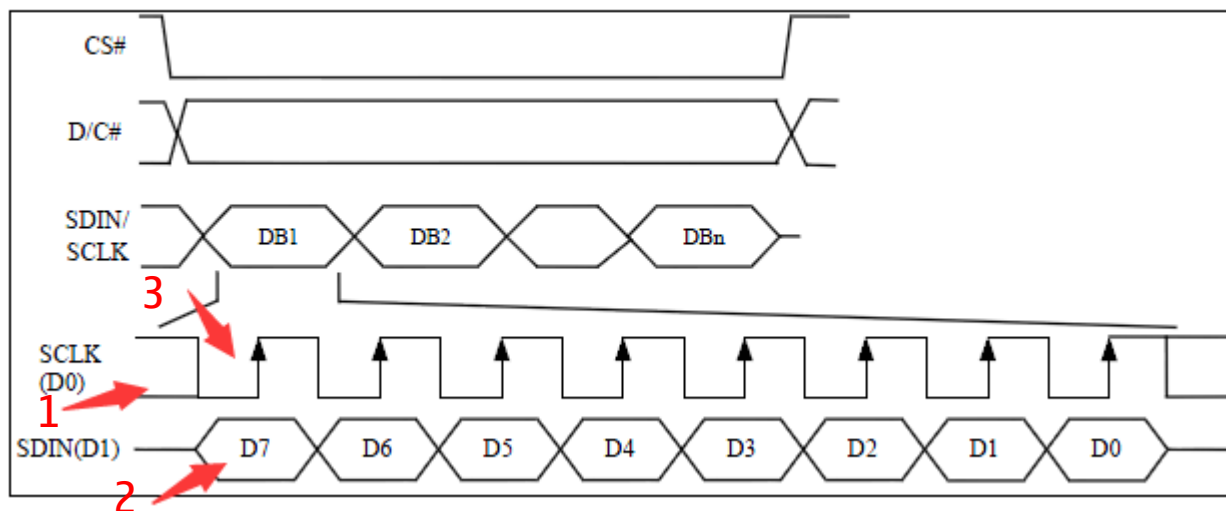 CS#
D/C#
SDIN/
SCLK
DB1 DB2 DBn
3
SCLK
(D0)
1
SDIN(D1) D7 D6 D5 D4 D3 D2 D1 D0
2